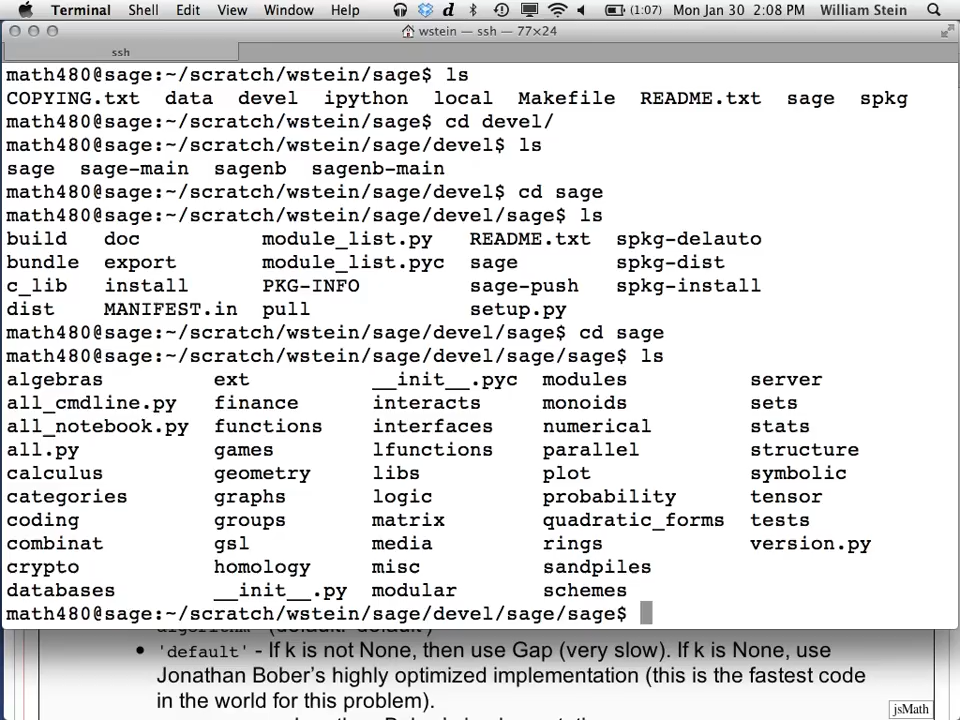 Terminal Shell Edit View Window Help (1:07) Mon Jan 30 2:08 PM William Stein
wstein — ssh — 77×24
ssh
math480@sage:~/scratch/wstein/sage$ ls
COPYING.txt data devel ipython local Makefile README.txt sage spkg
math480@sage:~/scratch/wstein/sage$ cd devel/
math480@sage:~/scratch/wstein/sage/devel$ ls
sage sage-main sagenb sagenb-main
math480@sage:~/scratch/wstein/sage/devel$ cd sage
math480@sage:~/scratch/wstein/sage/devel/sage$ ls
build doc module_list.py README.txt spkg-delauto
bundle export module_list.pyc sage spkg-dist
c_lib install PKG-INFO sage-push spkg-install
dist MANIFEST.in pull setup.py
math480@sage:~/scratch/wstein/sage/devel/sage$ cd sage
math480@sage:~/scratch/wstein/sage/devel/sage/sage$ ls
algebras ext __init__.pyc modules server
all_cmdline.py finance interacts monoids sets
all_notebook.py functions interfaces numerical stats
all.py games lfunctions parallel structure
calculus geometry libs plot symbolic
categories graphs logic probability tensor
coding groups matrix quadratic_forms tests
combinat gsl media rings version.py
crypto homology misc sandpiles
databases __init__.py modular schemes
math480@sage:~/scratch/wstein/sage/devel/sage/sage$
'default' - If k is not None, then use Gap (very slow). If k is None, use
Jonathan Bober's highly optimized implementation (this is the fastest code
in the world for this problem).
jsMath